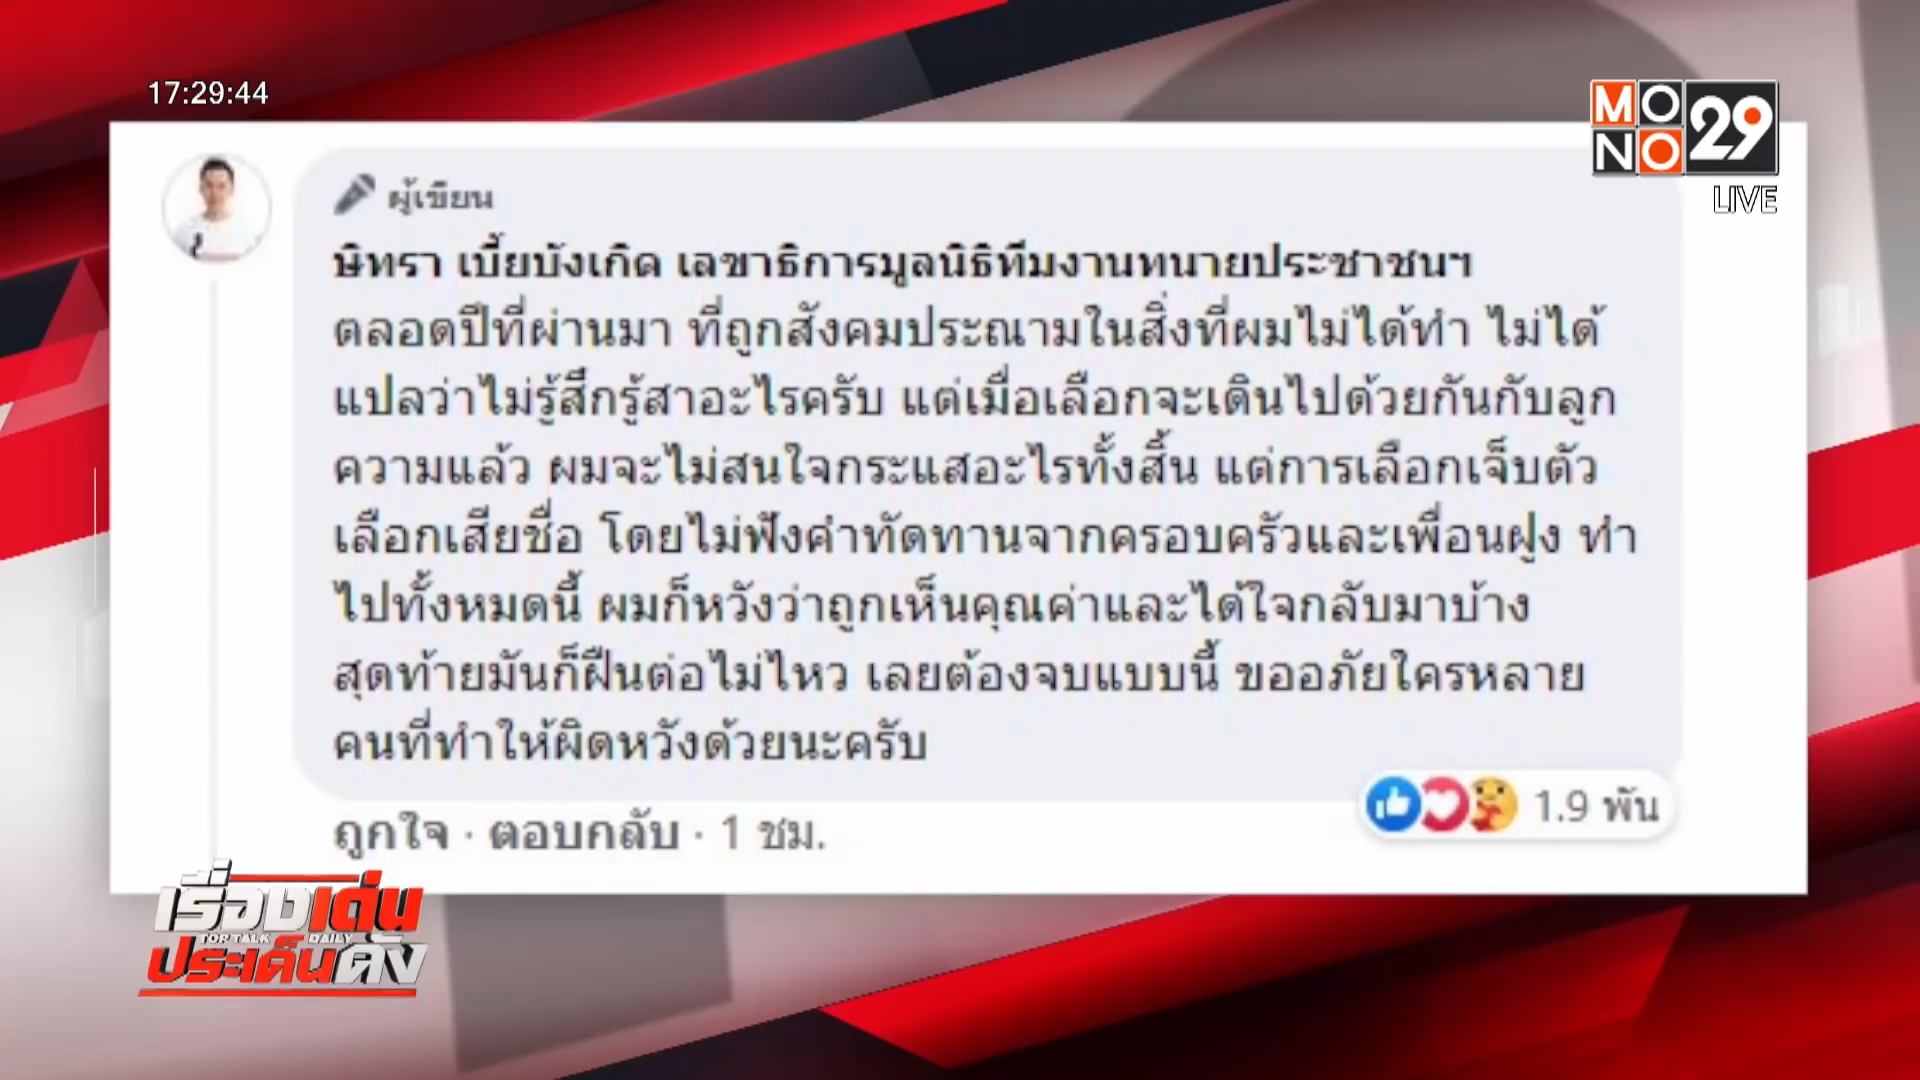 17:29:44
MONO 29
LIVE
ผู้เขียน
ษิทรา เบี้ยบังเกิด เลขาธิการมูลนิธิทีมงานทนายประชาชนฯ
ตลอดปีที่ผ่านมา ที่ถูกสังคมประณามในสิ่งที่ผมไม่ได้ทำ ไม่ได้
แปลว่าไม่รู้สึกรู้สาอะไรครับ แต่เมื่อเลือกจะเดินไปด้วยกันกับลูก
ความแล้ว ผมจะไม่สนใจกระแสอะไรทั้งสิ้น แต่การเลือกเจ็บตัว
เลือกเสียชื่อ โดยไม่ฟังคำทัดทานจากครอบครัวและเพื่อนฝูง ทำ
ไปทั้งหมดนี้ ผมก็หวังว่าถูกเห็นคุณค่าและได้ใจกลับมาบ้าง
สุดท้ายมันก็ฝืนต่อไม่ไหว เลยต้องจบแบบนี้ ขออภัยใครหลาย
คนที่ทำให้ผิดหวังด้วยนะครับ
1.9 พัน
ถูกใจ · ตอบกลับ · 1 ชม.
เรื่องเด่น
TOP TALK DAILY
ประเด็นดัง